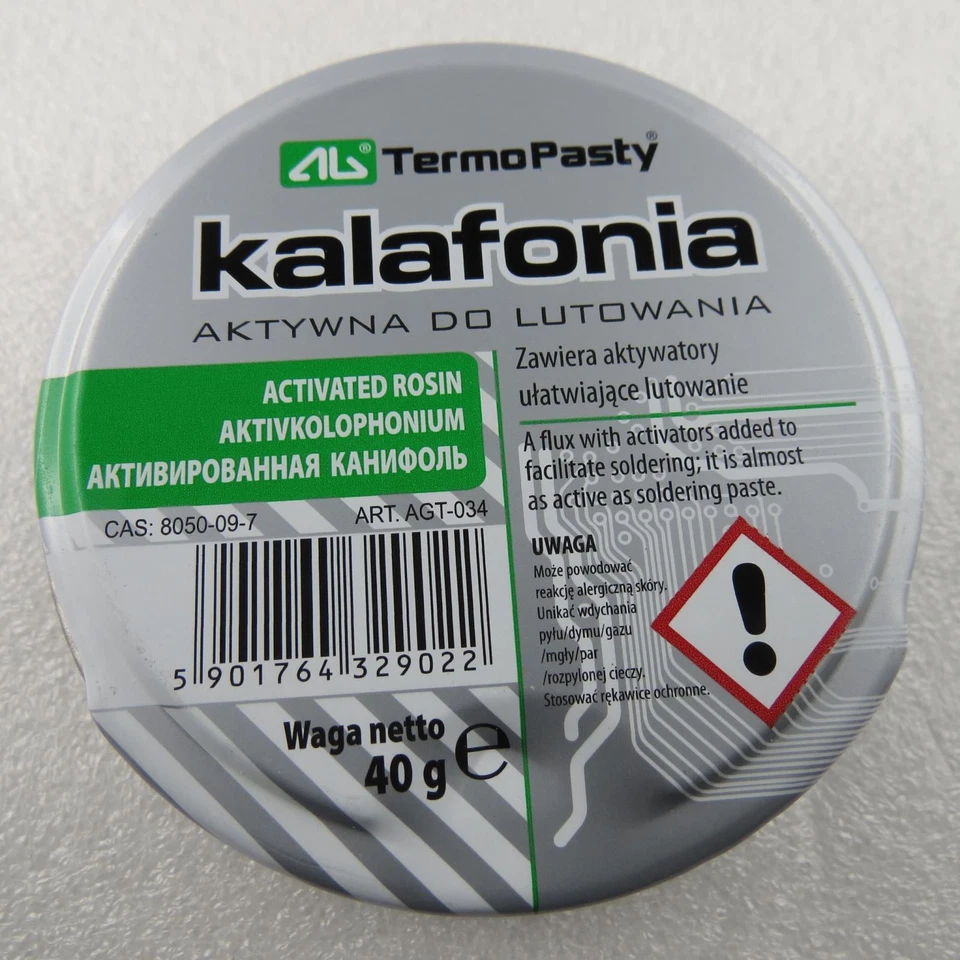 AG® TermoPasty®
kalafonia
AKTYWNA DO LUTOWANIA
ACTIVATED ROSIN
AKTIVKOLOPHONIUM
АКТИВИРОВАННАЯ КАНИФОЛЬ
CAS: 8050-09-7 ART. AGT-034
5 901764 329022
Waga netto
40 g ℮
Zawiera aktywatory
ułatwiające lutowanie
A flux with activators added to
facilitate soldering; it is almost
as active as soldering paste.
UWAGA
Może powodować
reakcję alergiczną skóry.
Unikać wdychania
pyłu/dymu/gazu
/mgły/par
/rozpylonej cieczy.
Stosować rękawice ochronne.